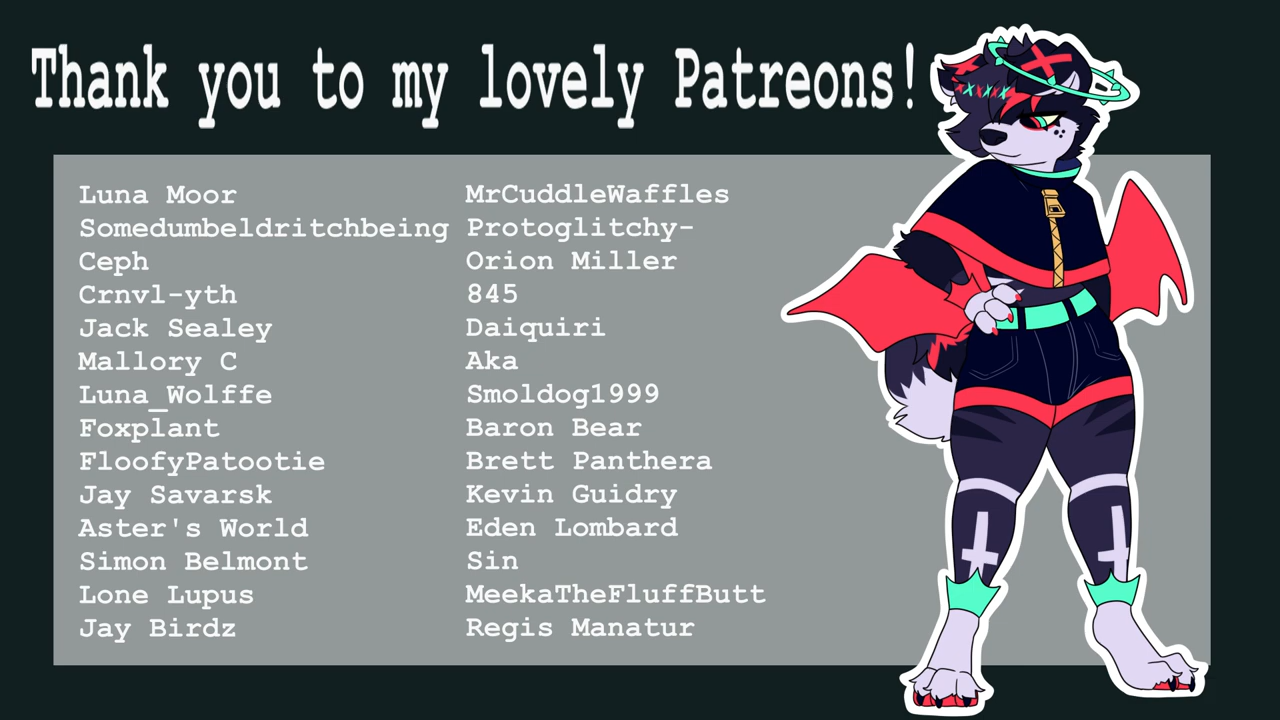 Thank you to my lovely Patreons!
Luna Moor
Somedumbeldritchbeing
Ceph
Crnvl-yth
Jack Sealey
Mallory C
Luna_Wolffe
Foxplant
FloofyPatootie
Jay Savarsk
Aster's World
Simon Belmont
Lone Lupus
Jay Birdz
MrCuddleWaffles
Protoglitchy-
Orion Miller
845
Daiquiri
Aka
Smoldog1999
Baron Bear
Brett Panthera
Kevin Guidry
Eden Lombard
Sin
MeekaTheFluffButt
Regis Manatur